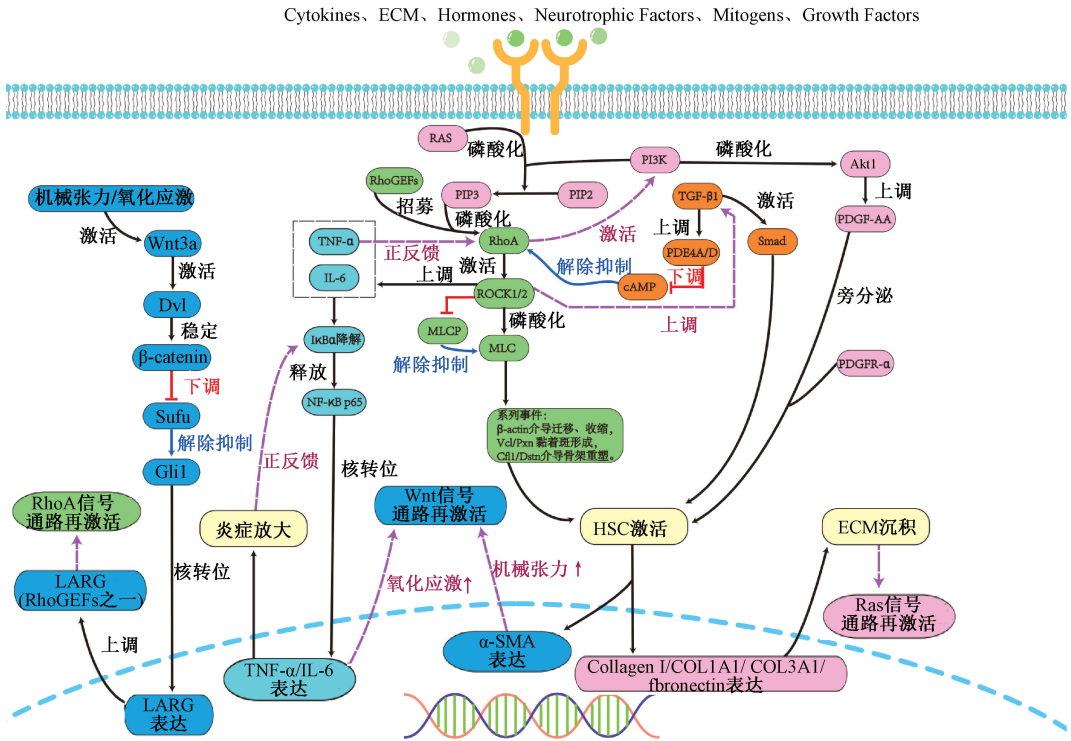 Cytokines、ECM、Hormones、Neurotrophic Factors、Mitogens、Growth Factors
RAS
磷酸化
PI3K
磷酸化
Akt1
RhoGEFs
PIP3
PIP2
TGF-β1
激活
上调
机械张力/氧化应激
招募
磷酸化
PDGF-AA
激活
Wnt3a
TNF-α
正反馈
RhoA
激活
上调
Smad
PDE4A/D
激活
解除抑制
下调
激活
IL-6
上调
cAMP
ROCK1/2
旁分泌
Dvl
上调
稳定
MLCP
磷酸化
IκBα降解
MLC
β-catenin
解除抑制
PDGFR-α
下调
释放
NF-κB p65
Sufu
系列事件:
β-actin介导迁移、收缩，
Vcl/Pxn 黏着斑形成，
Cfl1/Dstn介导骨架重塑。
解除抑制
正反馈
核转位
Gli1
RhoA信号
通路再激活
炎症放大
Wnt信号
通路再激活
HSC激活
ECM沉积
核转位
机械张力↑
氧化应激↑
LARG
(RhoGEFs之一)
Ras信号
通路再激活
上调
α-SMA
表达
TNF-α/IL-6
表达
Collagen I/COL1A1/ COL3A1/
fbronectin表达
LARG
表达